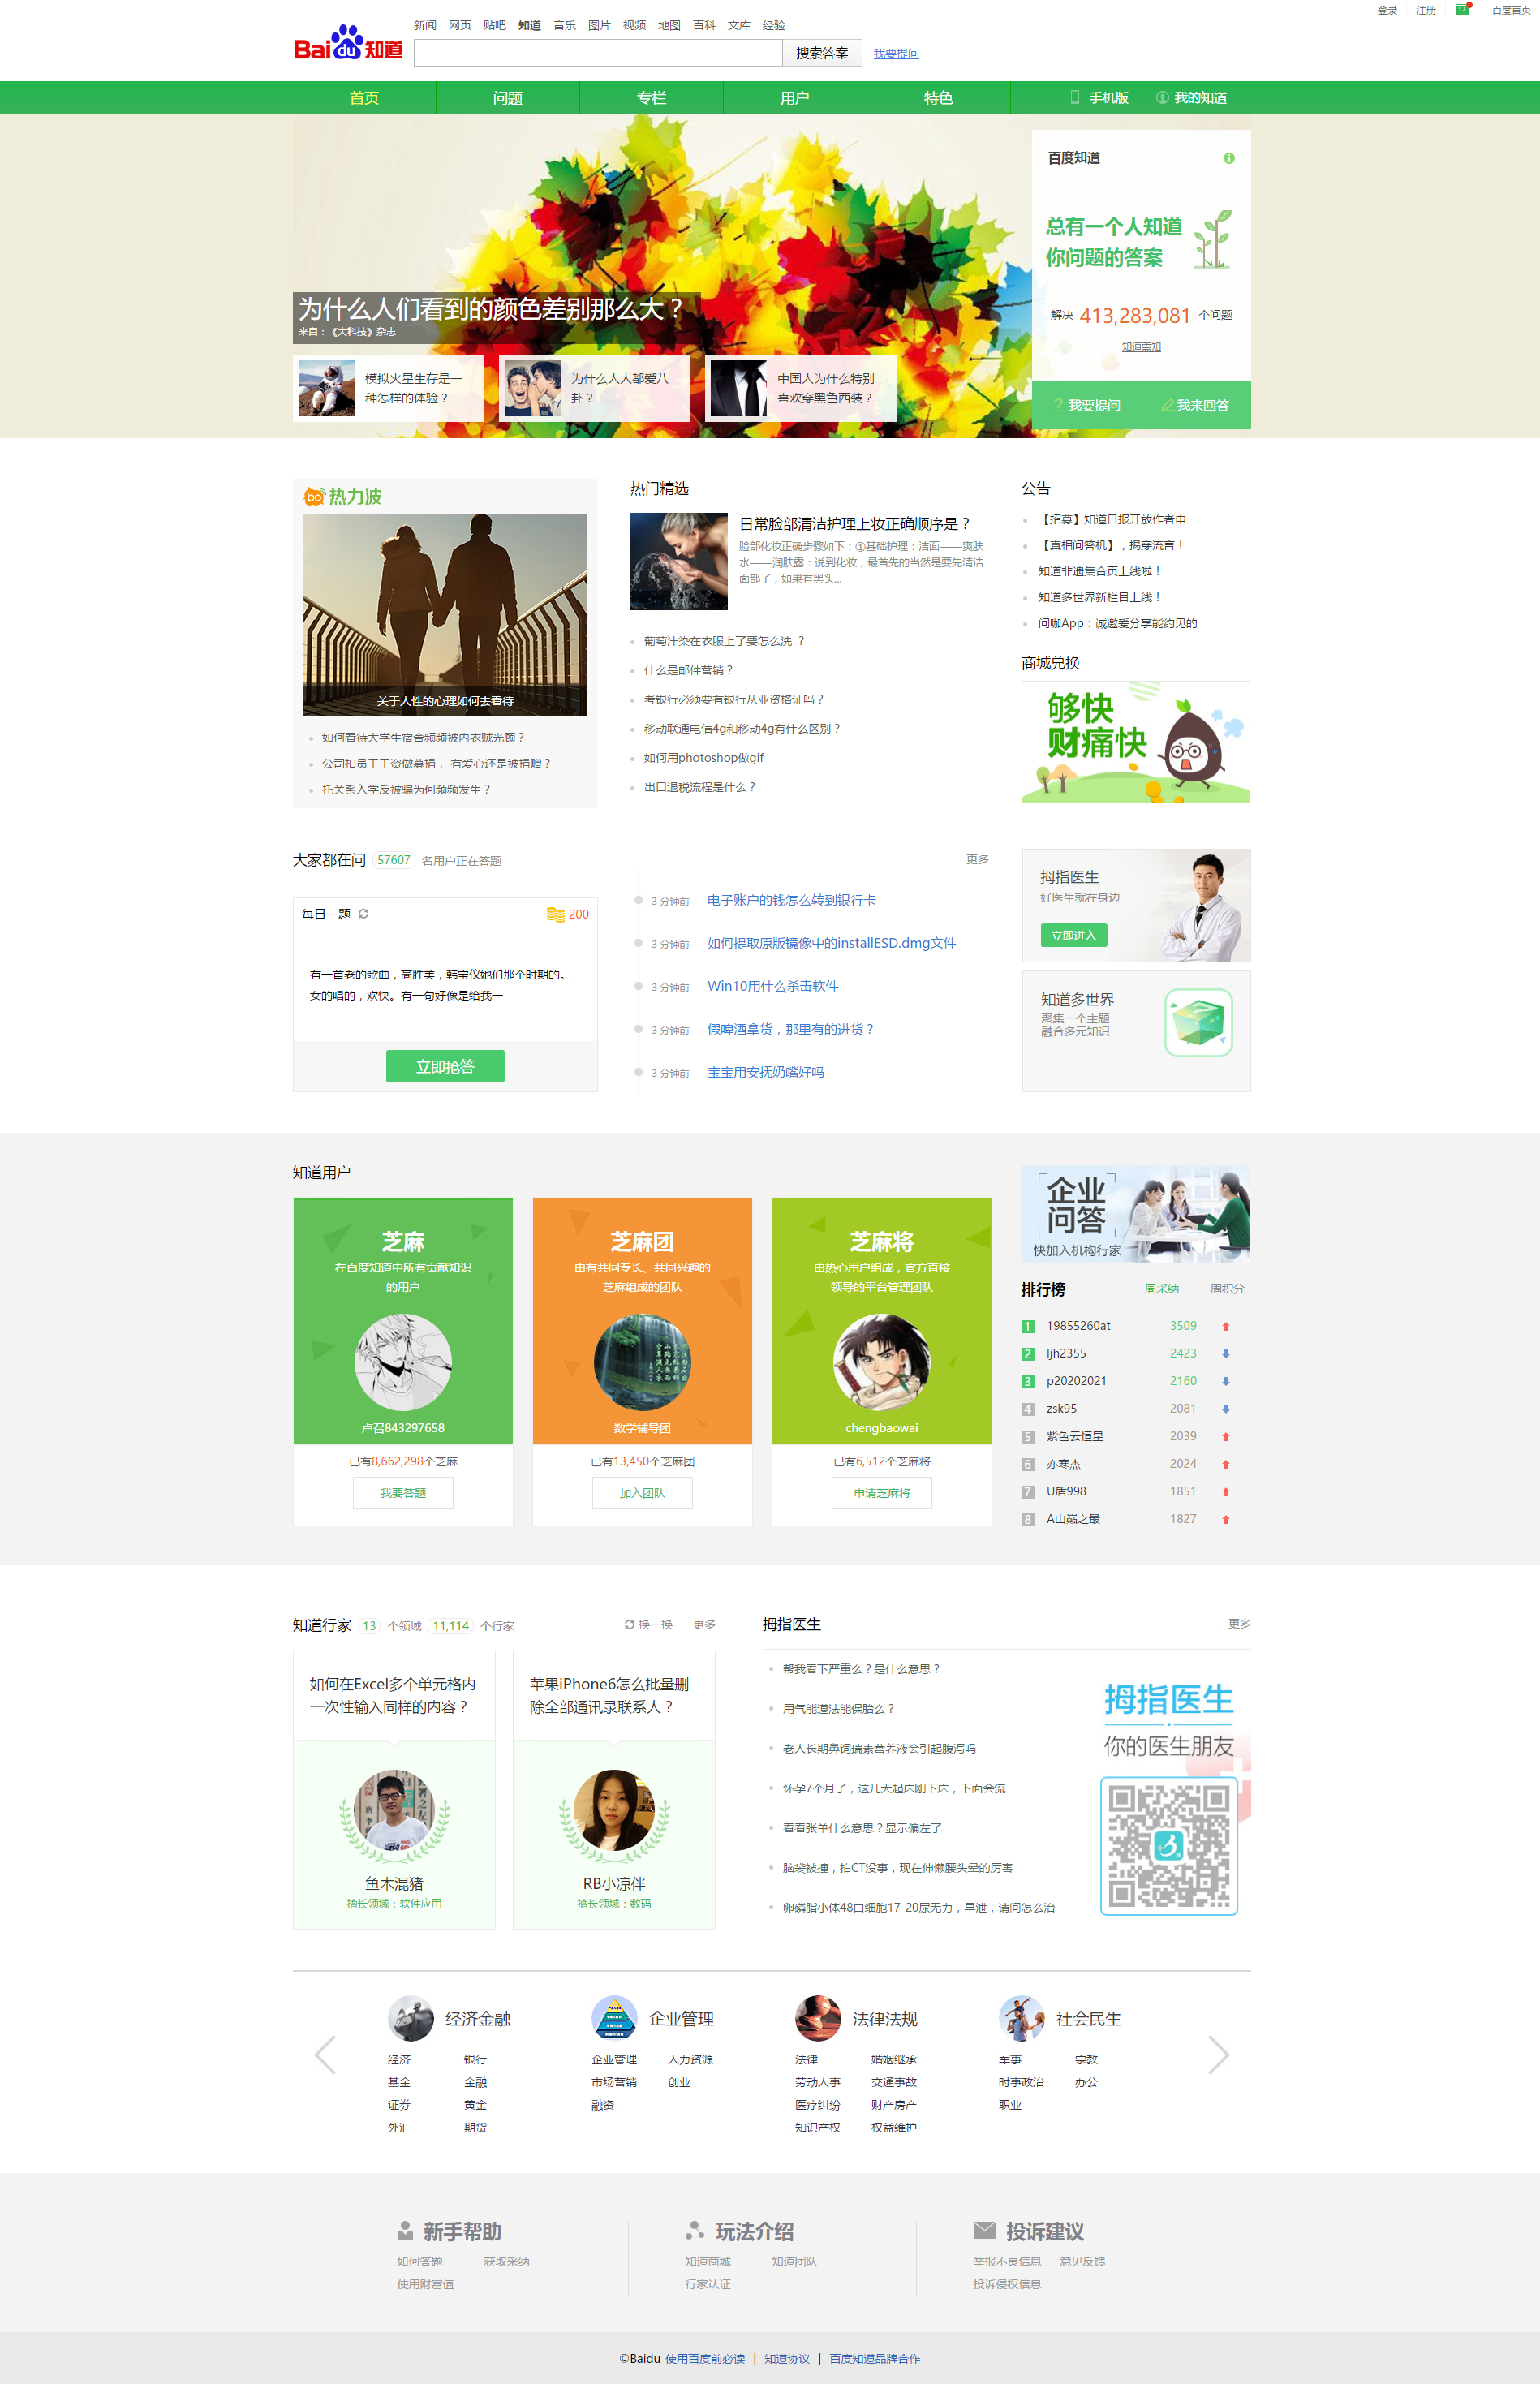 登录 注册 百度首页
新闻 网页 贴吧 知道 音乐 图片 视频 地图 百科 文库 经验
Baidu知道
搜索答案 我要提问
首页 问题 专栏 用户 特色 手机版 我的知道
百度知道
总有一个人知道
你问题的答案
解决 413,283,081 个问题
知道需知
我要提问 我来回答
为什么人们看到的颜色差别那么大？
来自：《大科技》杂志
模拟火星生存是一
种怎样的体验？
为什么人人都爱八
卦？
中国人为什么特别
喜欢穿黑色西装？
bo 热力波
关于人性的心理如何去看待
如何看待大学生宿舍频频被内衣贼光顾？
公司扣员工工资做募捐， 有爱心还是被捐赠？
托关系入学反被骗为何频频发生？
热门精选
日常脸部清洁护理上妆正确顺序是？
脸部化妆正确步骤如下：①基础护理：洁面——爽肤
水——润肤露：说到化妆，最首先的当然是要先清洁
面部了，如果有黑头...
葡萄汁染在衣服上了要怎么洗 ？
什么是邮件营销？
考银行必须要有银行从业资格证吗？
移动联通电信4g和移动4g有什么区别？
如何用photoshop做gif
出口退税流程是什么？
公告
【招募】知道日报开放作者申
【真相问答机】，揭穿流言！
知道非遗集合页上线啦！
知道多世界新栏目上线！
问咖App：诚邀爱分享能约见的
商城兑换
够快
财痛快
大家都在问 57607 名用户正在答题 更多
每日一题 200
有一首老的歌曲，高胜美，韩宝仪她们那个时期的。
女的唱的，欢快。有一句好像是给我一
立即抢答
3 分钟前 电子账户的钱怎么转到银行卡
3 分钟前 如何提取原版镜像中的installESD.dmg文件
3 分钟前 Win10用什么杀毒软件
3 分钟前 假啤酒拿货，那里有的进货？
3 分钟前 宝宝用安抚奶嘴好吗
拇指医生
好医生就在身边
立即进入
知道多世界
聚集一个主题
融合多元知识
知道用户
芝麻
在百度知道中所有贡献知识
的用户
卢召843297658
已有8,662,298个芝麻
我要答题
芝麻团
由有共同专长、共同兴趣的
芝麻组成的团队
数学辅导团
已有13,450个芝麻团
加入团队
芝麻将
由热心用户组成，官方直接
领导的平台管理团队
chengbaowai
已有6,512个芝麻将
申请芝麻将
企业
问答
快加入机构行家
排行榜 周采纳 周积分
1 19855260at 3509
2 ljh2355 2423
3 p20202021 2160
4 zsk95 2081
5 紫色云恒星 2039
6 亦寒杰 2024
7 U盾998 1851
8 A山巅之最 1827
知道行家 13 个领域 11,114 个行家 换一换 更多
如何在Excel多个单元格内
一次性输入同样的内容？
鱼木混猪
擅长领域：软件应用
苹果iPhone6怎么批量删
除全部通讯录联系人？
RB小凉伴
擅长领域：数码
拇指医生 更多
帮我看下严重么？是什么意思？
用气能道法能保胎么？
老人长期鼻饲瑞素营养液会引起腹泻吗
怀孕7个月了，这几天起床刚下床，下面会流
看看张单什么意思？显示偏左了
脑袋被撞，拍CT没事，现在伸懒腰头晕的厉害
卵磷脂小体48白细胞17-20尿无力，早泄，请问怎么治
拇指医生
你的医生朋友
经济金融
经济 银行
基金 金融
证券 黄金
外汇 期货
企业管理
企业管理 人力资源
市场营销 创业
融资
法律法规
法律 婚姻继承
劳动人事 交通事故
医疗纠纷 财产房产
知识产权 权益维护
社会民生
军事 宗教
时事政治 办公
职业
新手帮助
如何答题 获取采纳
使用财富值
玩法介绍
知道商城 知道团队
行家认证
投诉建议
举报不良信息 意见反馈
投诉侵权信息
©Baidu 使用百度前必读 | 知道协议 | 百度知道品牌合作